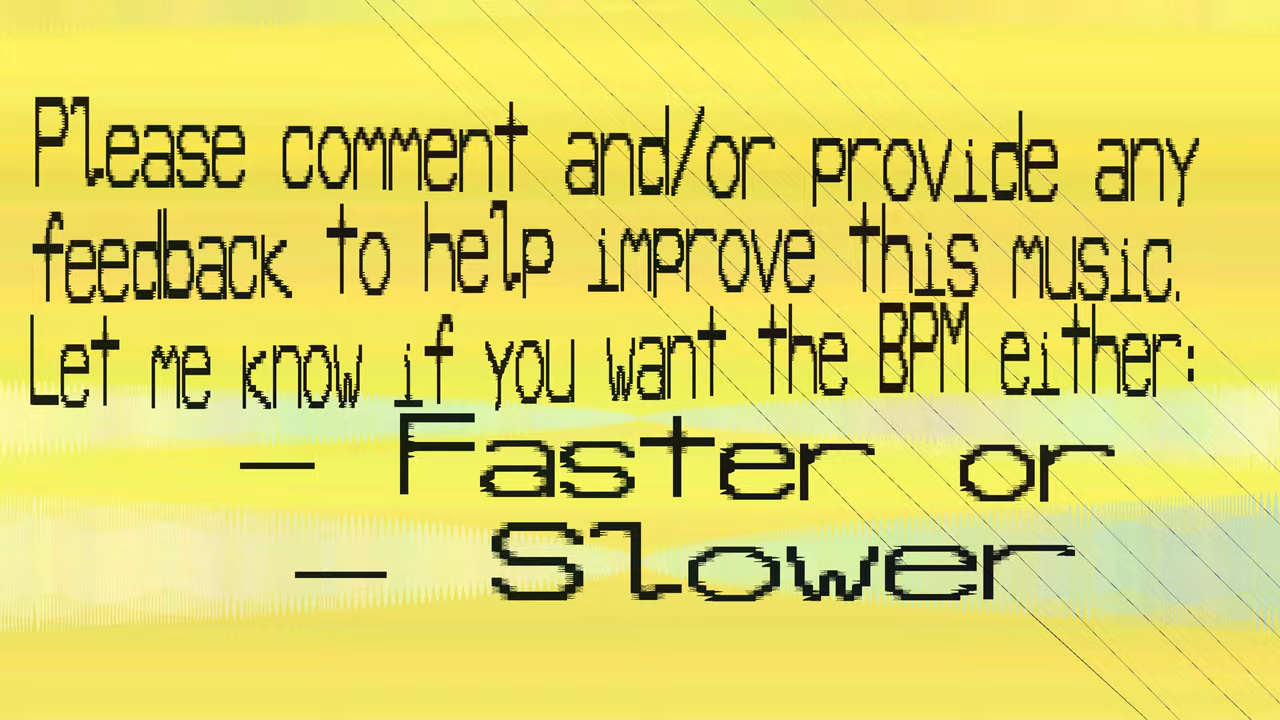 Please comment and/or provide any
feedback to help improve this music.
Let me know if you want the BPM either:
– Faster or
– Slower